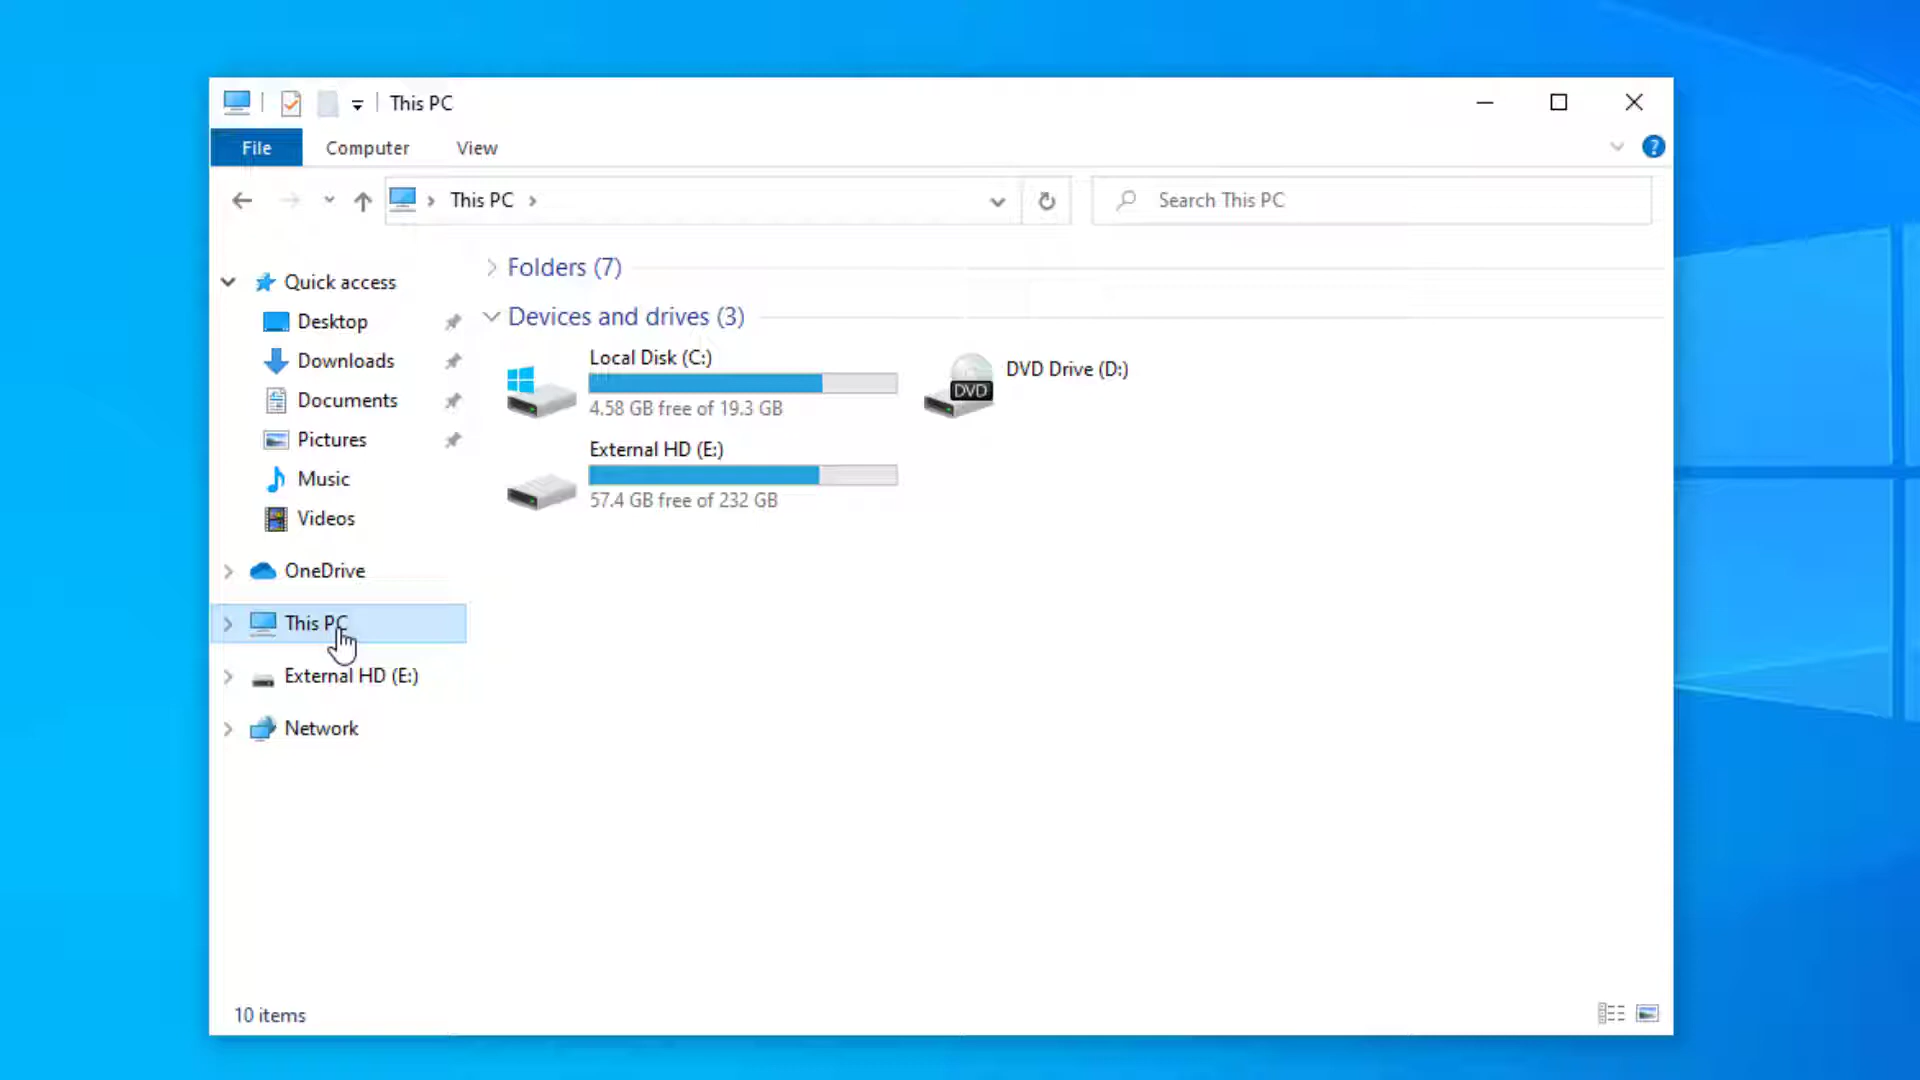 This PC
File Computer View
This PC
Search This PC
Quick access
Desktop
Downloads
Documents
Pictures
Music
Videos
OneDrive
This PC
External HD (E:)
Network
Folders (7)
Devices and drives (3)
Local Disk (C:)
4.58 GB free of 19.3 GB
DVD
DVD Drive (D:)
External HD (E:)
57.4 GB free of 232 GB
10 items